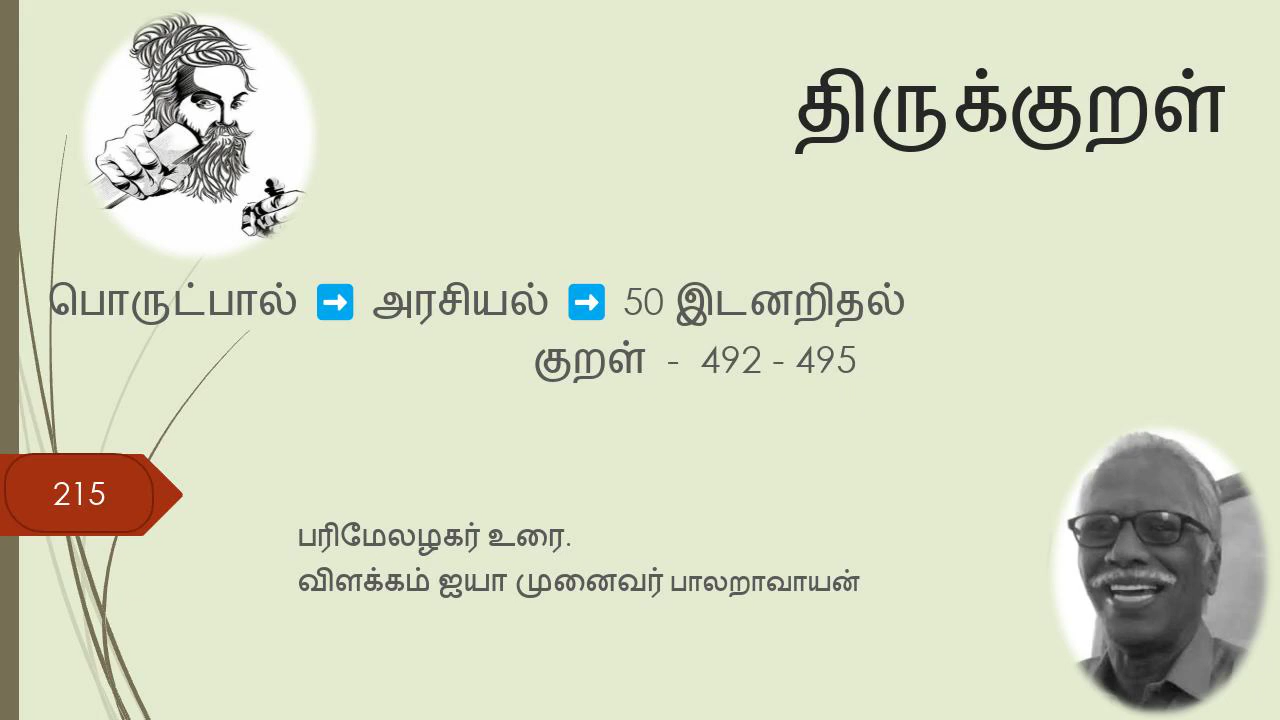 திருக்குறள்
பொருட்பால் ➡ அரசியல் ➡ 50 இடனறிதல்
குறள் - 492 - 495
215
பரிமேலழகர் உரை.
விளக்கம் ஐயா முனைவர் பாலறாவாயன்